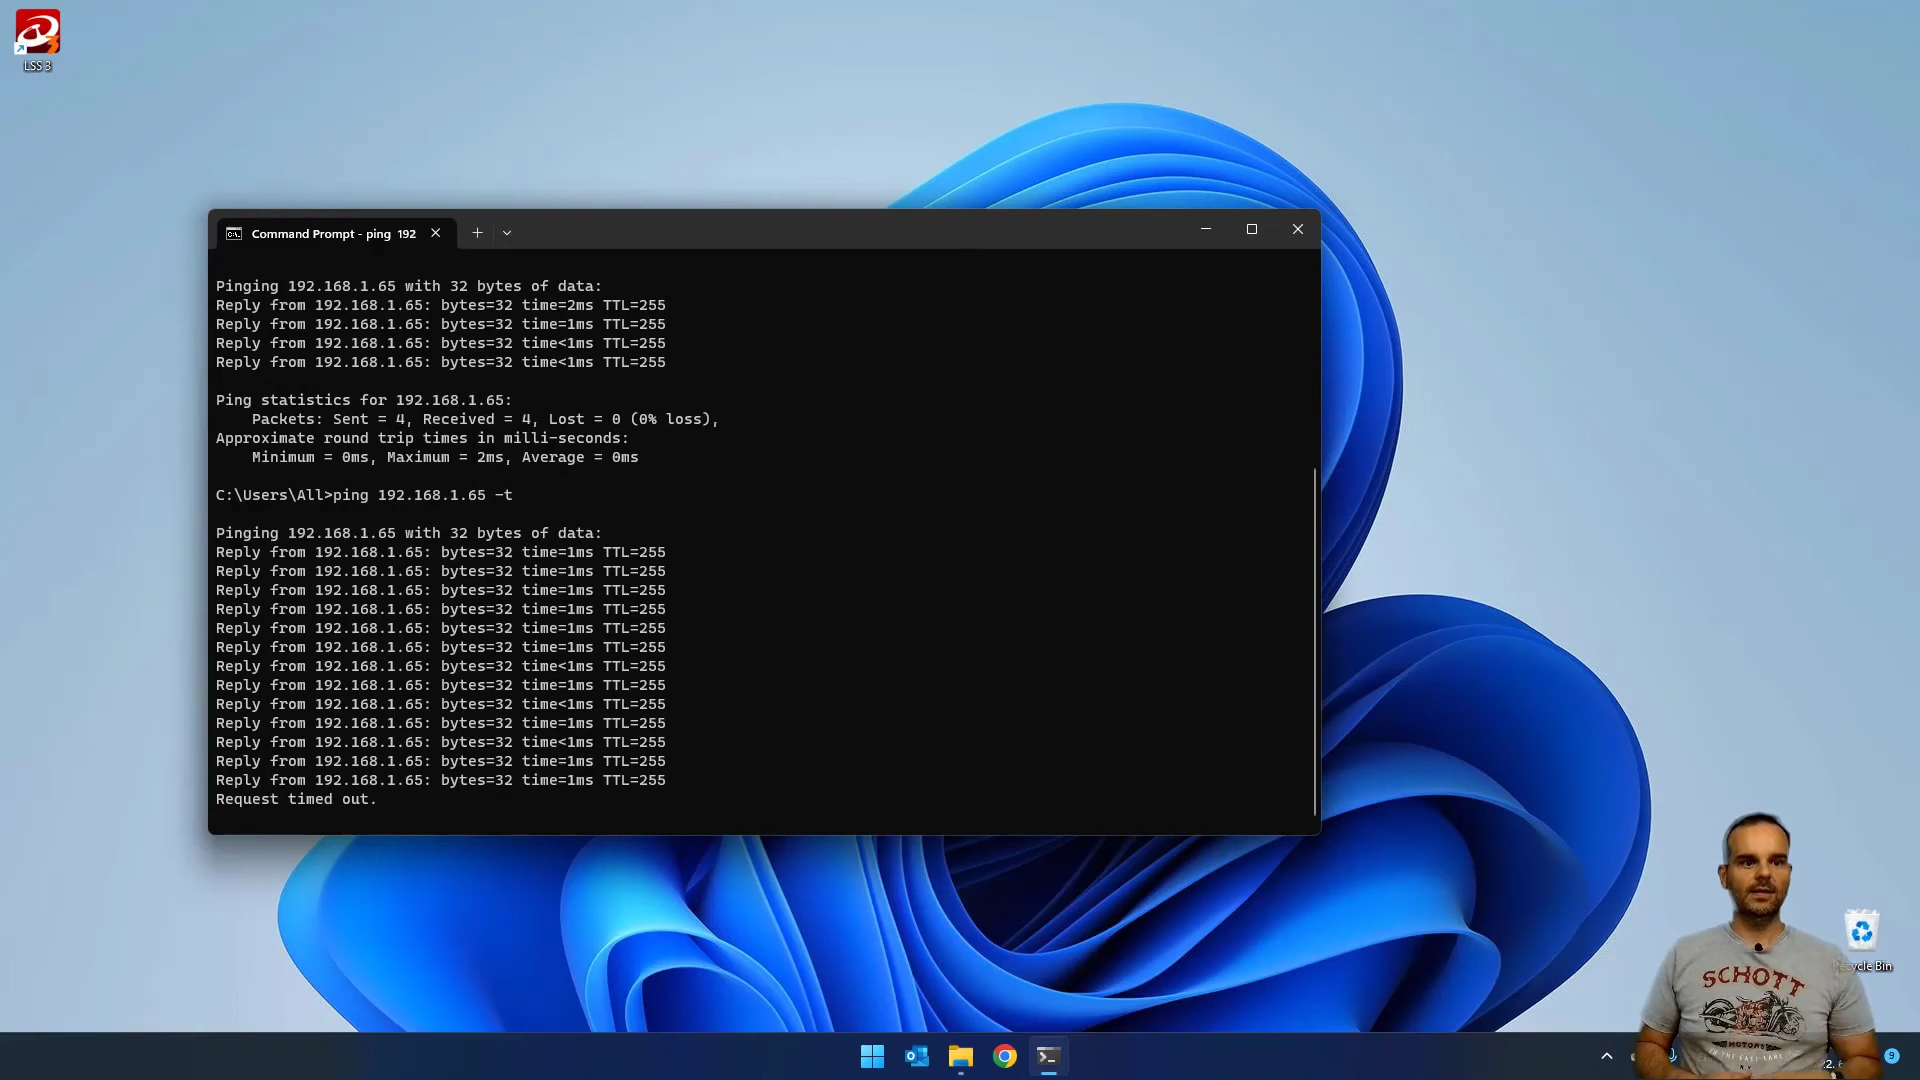 LSS 3
Command Prompt - ping 192
Pinging 192.168.1.65 with 32 bytes of data:
Reply from 192.168.1.65: bytes=32 time=2ms TTL=255
Reply from 192.168.1.65: bytes=32 time=1ms TTL=255
Reply from 192.168.1.65: bytes=32 time<1ms TTL=255
Reply from 192.168.1.65: bytes=32 time<1ms TTL=255
Ping statistics for 192.168.1.65:
Packets: Sent = 4, Received = 4, Lost = 0 (0% loss),
Approximate round trip times in milli-seconds:
Minimum = 0ms, Maximum = 2ms, Average = 0ms
C:\Users\All>ping 192.168.1.65 -t
Pinging 192.168.1.65 with 32 bytes of data:
Reply from 192.168.1.65: bytes=32 time=1ms TTL=255
Reply from 192.168.1.65: bytes=32 time=1ms TTL=255
Reply from 192.168.1.65: bytes=32 time=1ms TTL=255
Reply from 192.168.1.65: bytes=32 time=1ms TTL=255
Reply from 192.168.1.65: bytes=32 time=1ms TTL=255
Reply from 192.168.1.65: bytes=32 time=1ms TTL=255
Reply from 192.168.1.65: bytes=32 time<1ms TTL=255
Reply from 192.168.1.65: bytes=32 time=1ms TTL=255
Reply from 192.168.1.65: bytes=32 time<1ms TTL=255
Reply from 192.168.1.65: bytes=32 time=1ms TTL=255
Reply from 192.168.1.65: bytes=32 time<1ms TTL=255
Reply from 192.168.1.65: bytes=32 time=1ms TTL=255
Reply from 192.168.1.65: bytes=32 time=1ms TTL=255
Request timed out.
Bin
SCHOTT
MOTORS
IN THE FAST LANE
N.Y.
9